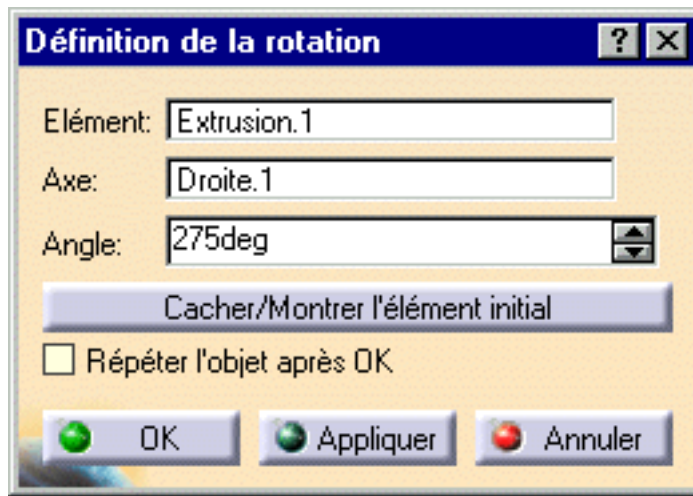 Définition de la rotation ?
Elément: Extrusion.1
Axe: Droite.1
Angle: 275deg
Cacher/Montrer l'élément initial
Répéter l'objet après OK
OK Appliquer Annuler